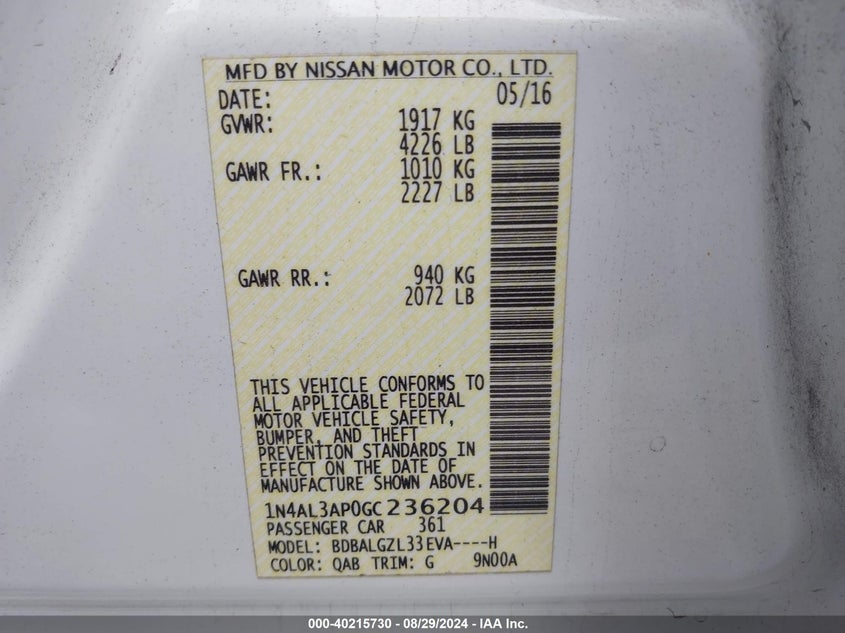 MFD BY NISSAN MOTOR CO., LTD.
DATE: 05/16
GVWR: 1917 KG
4226 LB
GAWR FR.: 1010 KG
2227 LB
GAWR RR.: 940 KG
2072 LB
THIS VEHICLE CONFORMS TO
ALL APPLICABLE FEDERAL
MOTOR VEHICLE SAFETY,
BUMPER, AND THEFT
PREVENTION STANDARDS IN
EFFECT ON THE DATE OF
MANUFACTURE SHOWN ABOVE.
1N4AL3AP0GC236204
PASSENGER CAR 361
MODEL: BDBALGZL33EVA----H
COLOR: QAB TRIM: G 9N00A
000-40215730 - 08/29/2024 - IAA Inc.